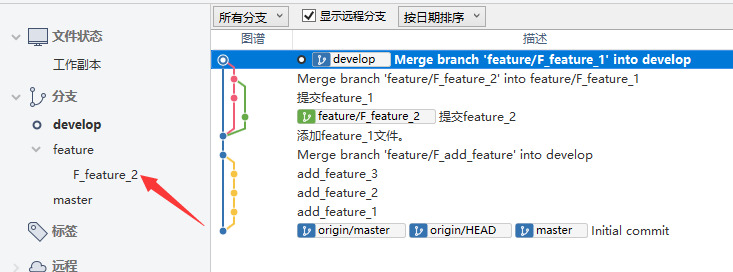 所有分支 显示远程分支 按日期排序
图谱 描述
文件状态
工作副本
分支
develop
feature
F_feature_2
master
标签
远程
develop Merge branch 'feature/F_feature_1' into develop
Merge branch 'feature/F_feature_2' into feature/F_feature_1
提交feature_1
feature/F_feature_2 提交feature_2
添加feature_1文件。
Merge branch 'feature/F_add_feature' into develop
add_feature_3
add_feature_2
add_feature_1
origin/master origin/HEAD master Initial commit